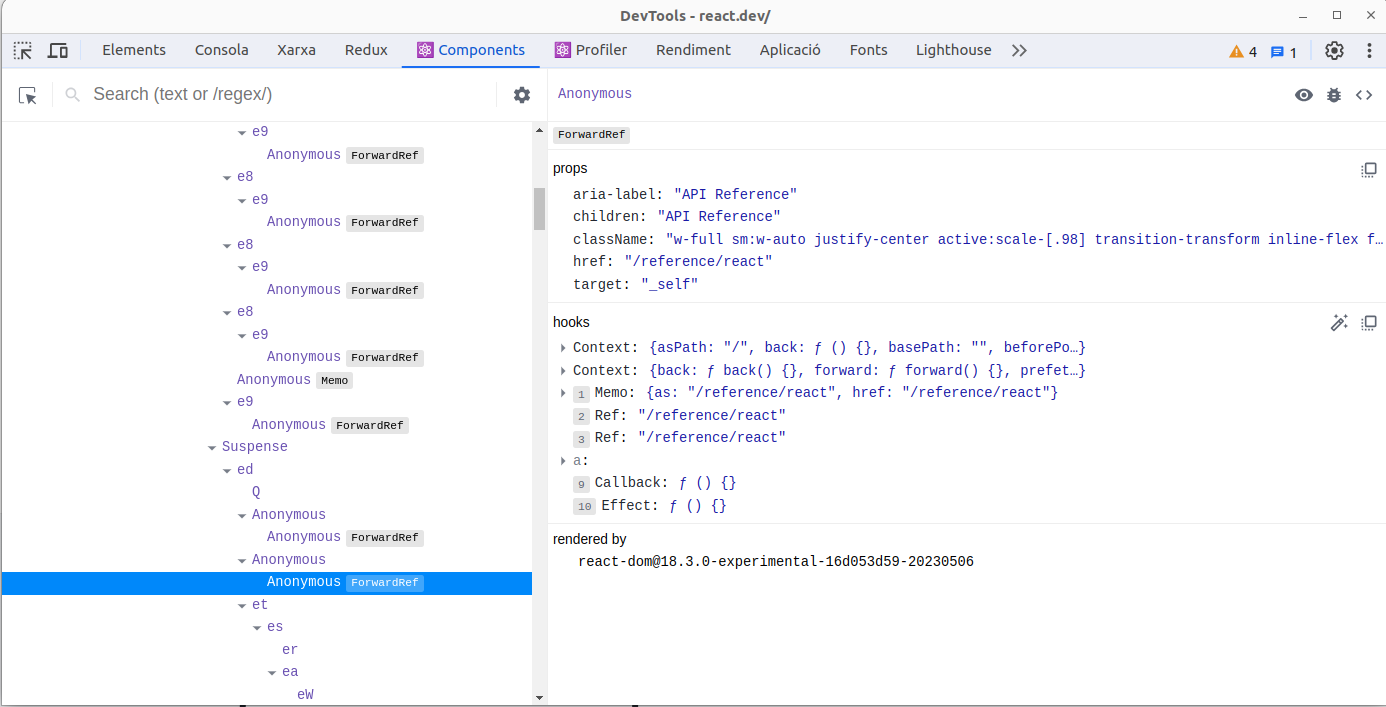 DevTools - react.dev/
Elements Consola Xarxa Redux Components Profiler Rendiment Aplicació Fonts Lighthouse 4 1
Search (text or /regex/)
e9
Anonymous ForwardRef
e8
e9
Anonymous ForwardRef
e8
e9
Anonymous ForwardRef
e8
e9
Anonymous ForwardRef
Anonymous Memo
e9
Anonymous ForwardRef
Suspense
ed
Q
Anonymous
Anonymous ForwardRef
Anonymous
Anonymous ForwardRef
et
es
er
ea
eW
Anonymous
ForwardRef
props
aria-label: "API Reference"
children: "API Reference"
className: "w-full sm:w-auto justify-center active:scale-[.98] transition-transform inline-flex f…
href: "/reference/react"
target: "_self"
hooks
Context: {asPath: "/", back: ƒ () {}, basePath: "", beforePo…}
Context: {back: ƒ back() {}, forward: ƒ forward() {}, prefet…}
1 Memo: {as: "/reference/react", href: "/reference/react"}
2 Ref: "/reference/react"
3 Ref: "/reference/react"
a:
9 Callback: ƒ () {}
10 Effect: ƒ () {}
rendered by
react-dom@18.3.0-experimental-16d053d59-20230506